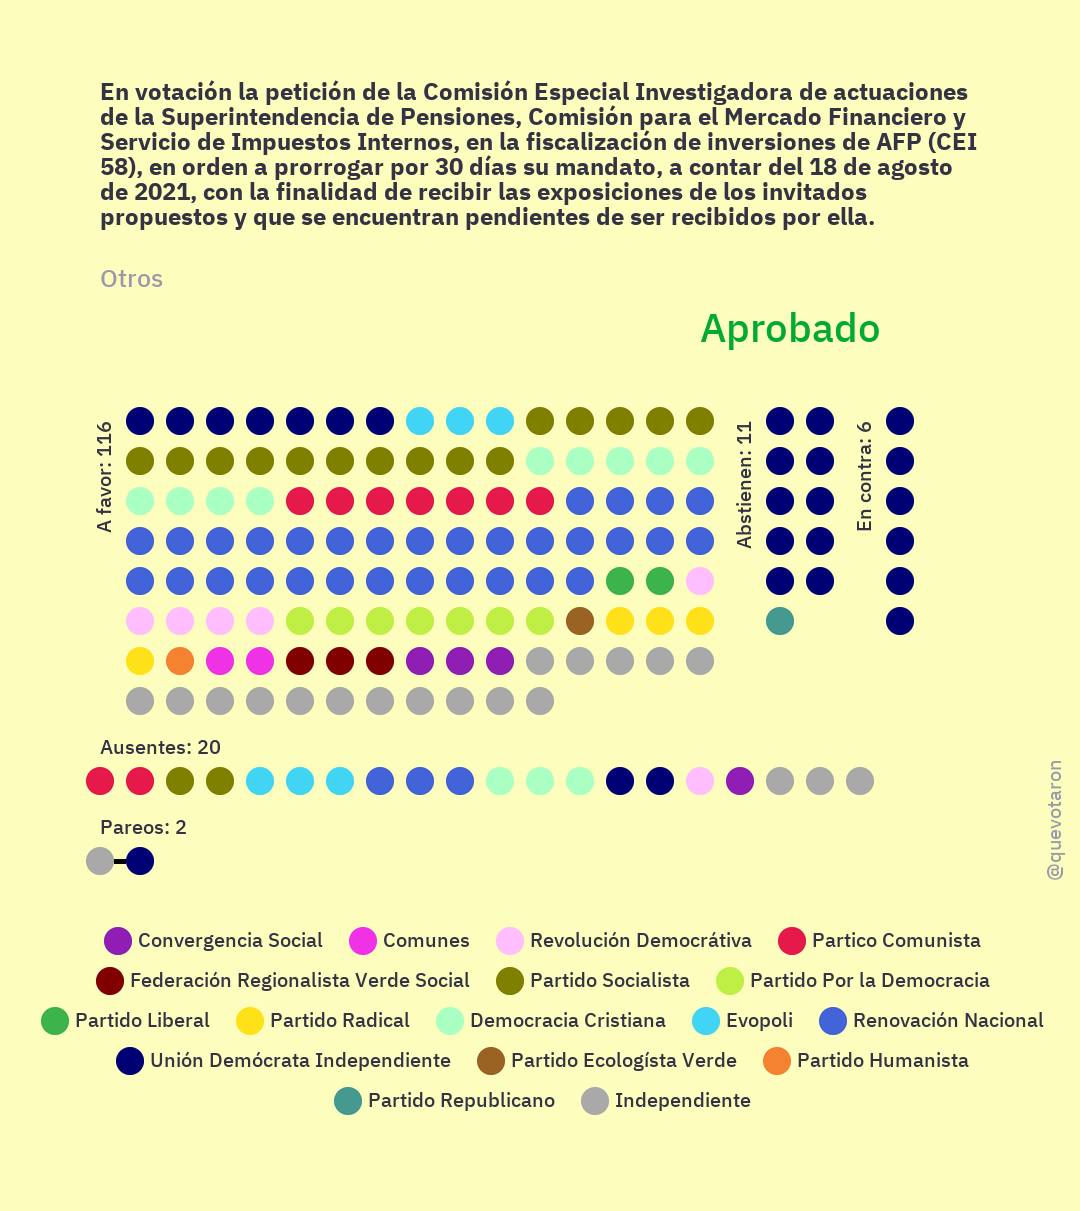 En votación la petición de la Comisión Especial Investigadora de actuaciones
de la Superintendencia de Pensiones, Comisión para el Mercado Financiero y
Servicio de Impuestos Internos, en la fiscalización de inversiones de AFP (CEI
58), en orden a prorrogar por 30 días su mandato, a contar del 18 de agosto
de 2021, con la finalidad de recibir las exposiciones de los invitados
propuestos y que se encuentran pendientes de ser recibidos por ella.
Otros
Aprobado
A favor: 116
Abstienen: 11
En contra: 6
Ausentes: 20
Pareos: 2
@quevotaron
Convergencia Social Comunes Revolución Democrátiva Partico Comunista
Federación Regionalista Verde Social Partido Socialista Partido Por la Democracia
Partido Liberal Partido Radical Democracia Cristiana Evopoli Renovación Nacional
Unión Demócrata Independiente Partido Ecologísta Verde Partido Humanista
Partido Republicano Independiente